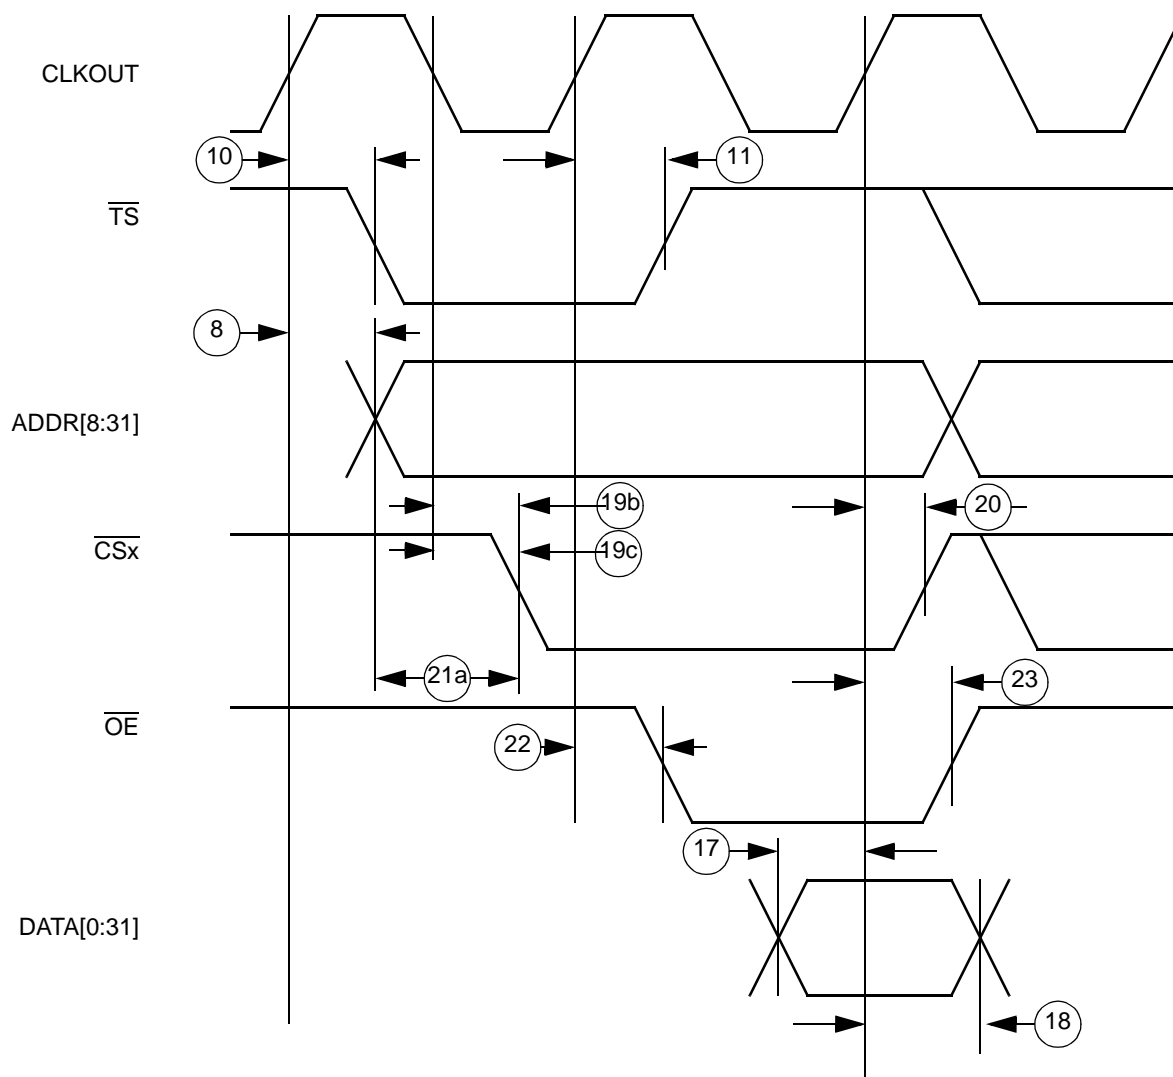 CLKOUT
10
11
TS
8
ADDR[8:31]
19b
20
CSx
19c
21a
23
OE
22
17
DATA[0:31]
18